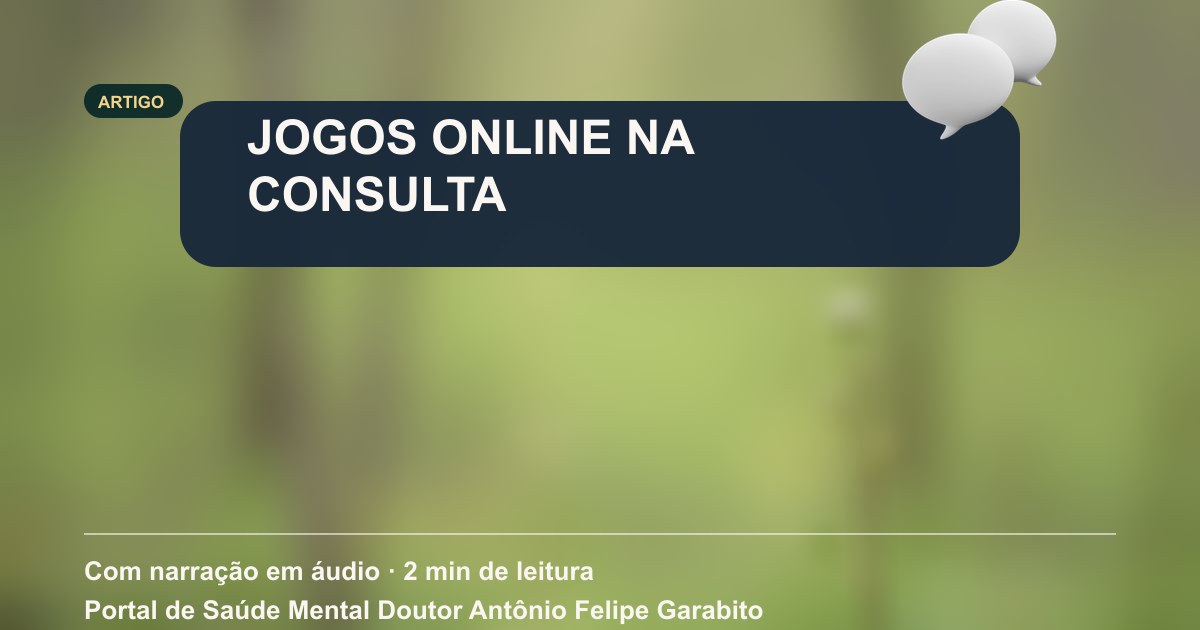 ARTIGO
JOGOS ONLINE NA
CONSULTA
Com narração em áudio · 2 min de leitura
Portal de Saúde Mental Doutor Antônio Felipe Garabito